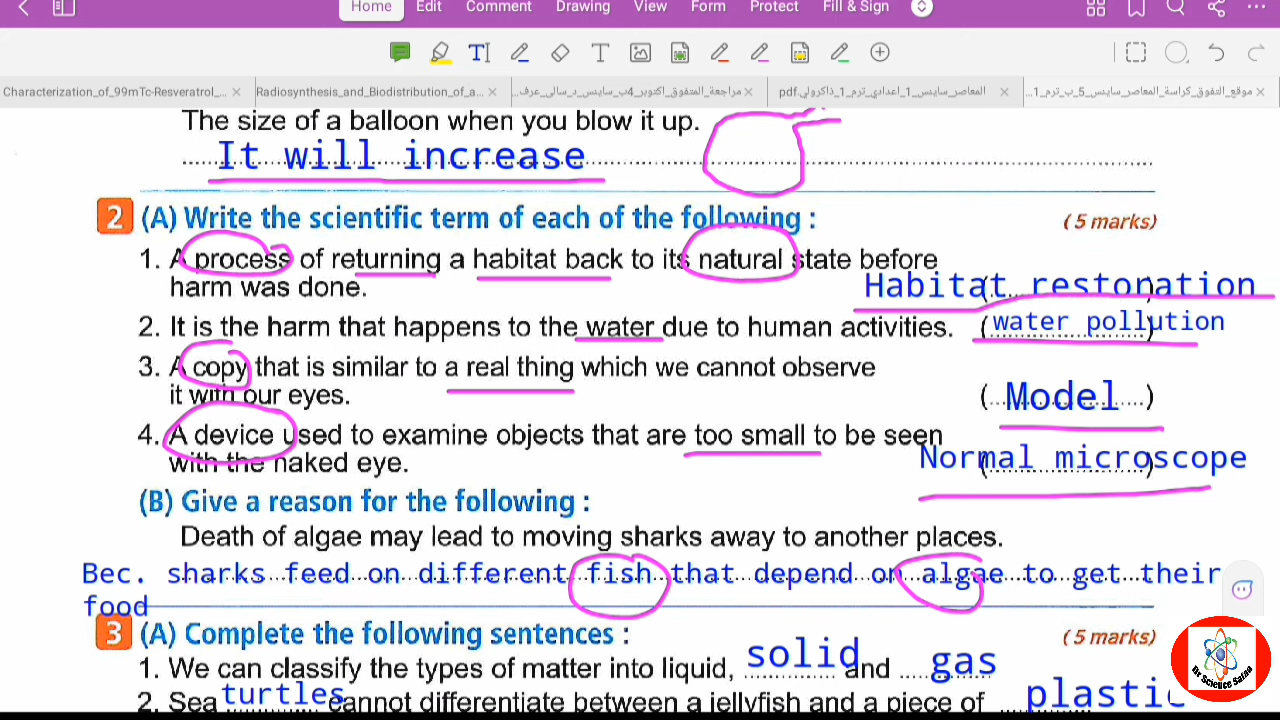 Home Edit Comment Drawing View Form Protect Fill & Sign
Characterization_of_99mTc-Resveratrol_... Radiosynthesis_and_Biodistribution_of_a... مراجعة_المتفوق_اكتوبر_4ب_ساينس_د_سالي_عرف... المعاصر_ساينس_1_اعدادي_ترم_1_ذاكرولي.pdf موقع_التفوق_كراسة_المعاصر_ساينس_5_ب_ترم_1...
The size of a balloon when you blow it up.
It will increase
2 (A) Write the scientific term of each of the following : (5 marks)
1. A process of returning a habitat back to its natural state before
harm was done. (Habitat restoration)
2. It is the harm that happens to the water due to human activities. (water pollution)
3. A copy that is similar to a real thing which we cannot observe
it with our eyes. (Model)
4. A device used to examine objects that are too small to be seen
with the naked eye. (Normal microscope)
(B) Give a reason for the following :
Death of algae may lead to moving sharks away to another places.
Bec. sharks feed on different fish that depend on algae to get their
food
3 (A) Complete the following sentences : (5 marks)
1. We can classify the types of matter into liquid, solid and gas
2. Sea turtles cannot differentiate between a jellyfish and a piece of plastic
Dr Science Salma